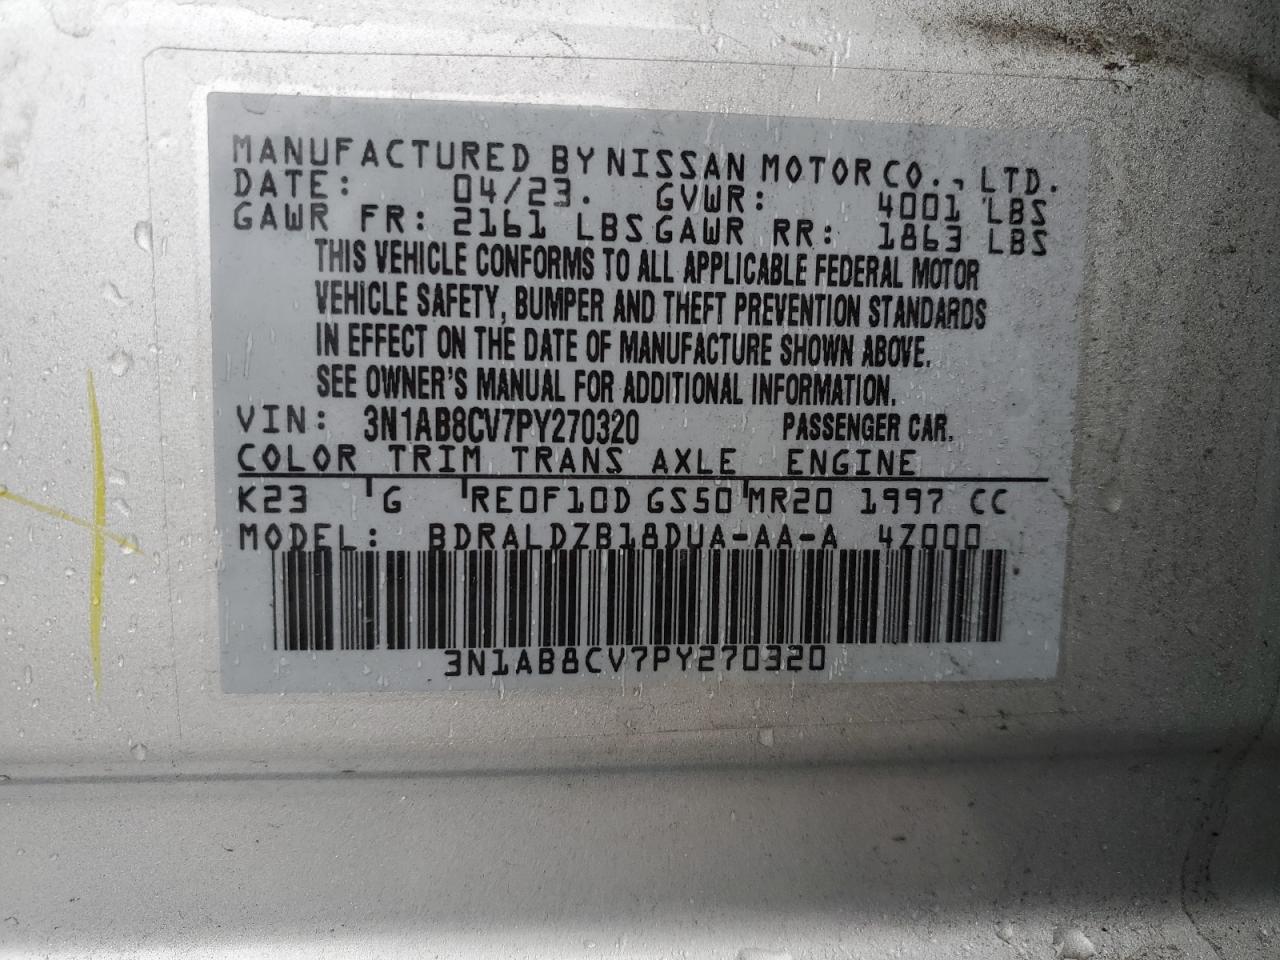 MANUFACTURED BY NISSAN MOTOR CO., LTD.
DATE: 04/23. GVWR: 4001 LBS
GAWR FR: 2161 LBS GAWR RR: 1863 LBS
THIS VEHICLE CONFORMS TO ALL APPLICABLE FEDERAL MOTOR
VEHICLE SAFETY, BUMPER AND THEFT PREVENTION STANDARDS
IN EFFECT ON THE DATE OF MANUFACTURE SHOWN ABOVE.
SEE OWNER'S MANUAL FOR ADDITIONAL INFORMATION.
VIN: 3N1AB8CV7PY270320 PASSENGER CAR.
COLOR TRIM TRANS AXLE ENGINE
K23 G RE0F10D GS50 MR20 1997 CC
MODEL: BDRALDZB18DUA-AA-A 4Z000
3N1AB8CV7PY270320